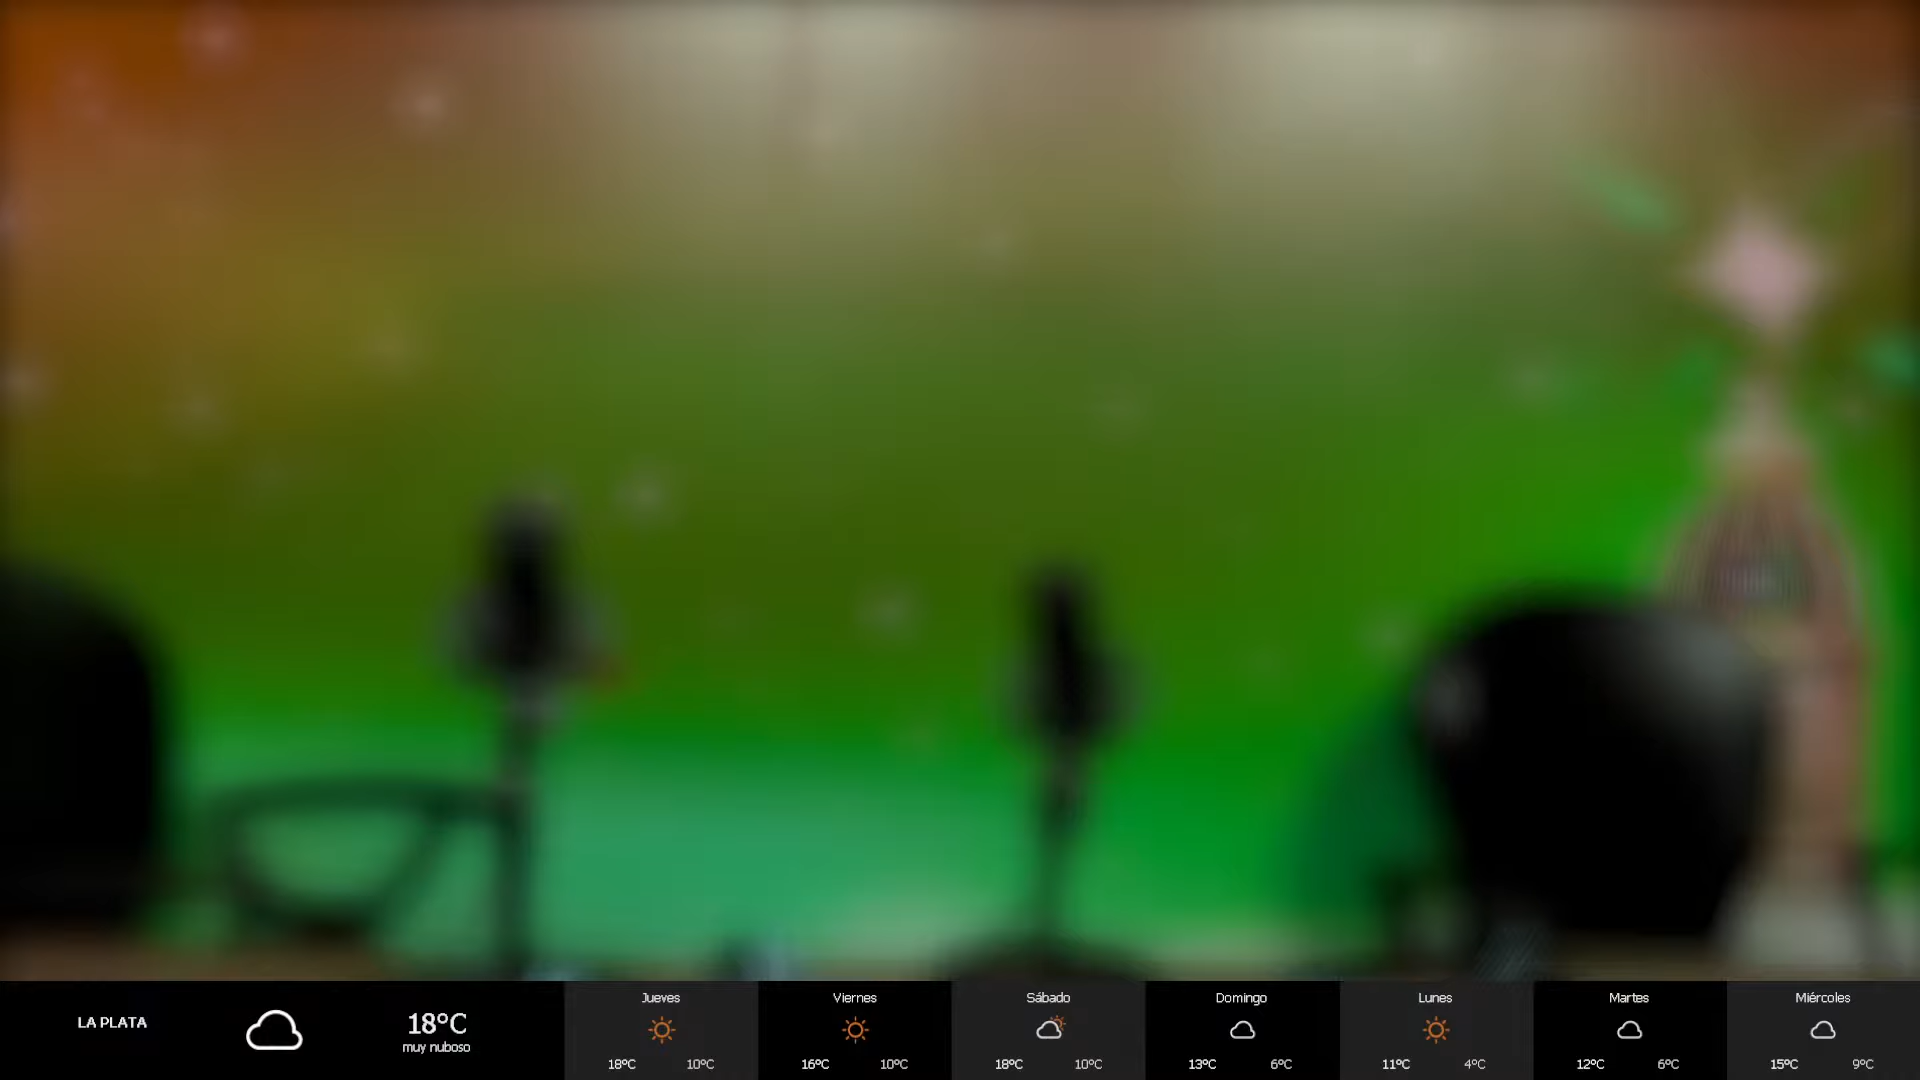 LA PLATA
18°C
muy nuboso
Jueves
18°C 10°C
Viernes
16°C 10°C
Sábado
18°C 10°C
Domingo
13°C 6°C
Lunes
11°C 4°C
Martes
12°C 6°C
Miércoles
15°C 9°C